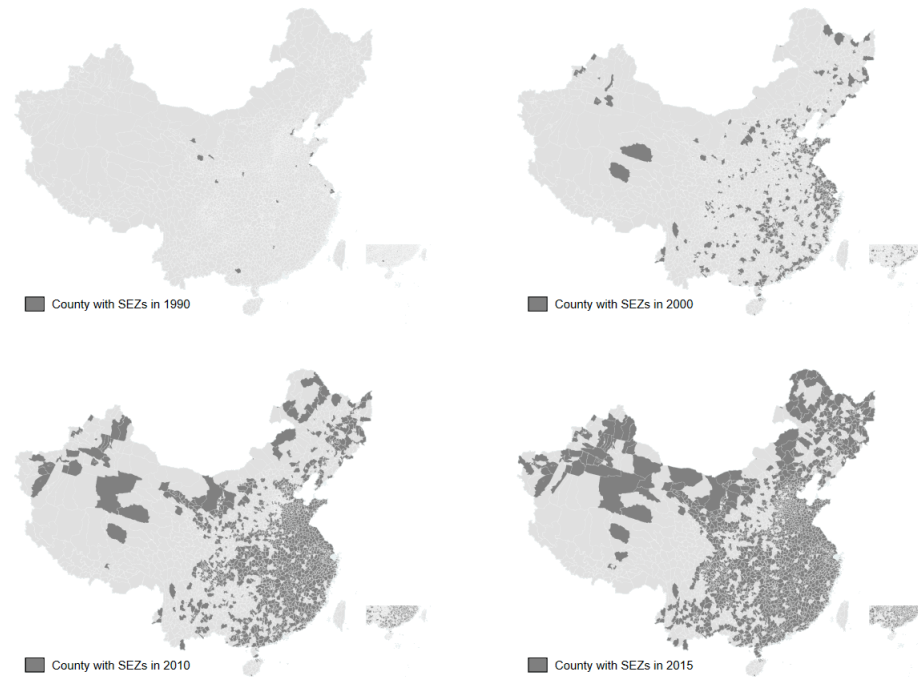 County with SEZs in 1990
County with SEZs in 2000
County with SEZs in 2010
County with SEZs in 2015